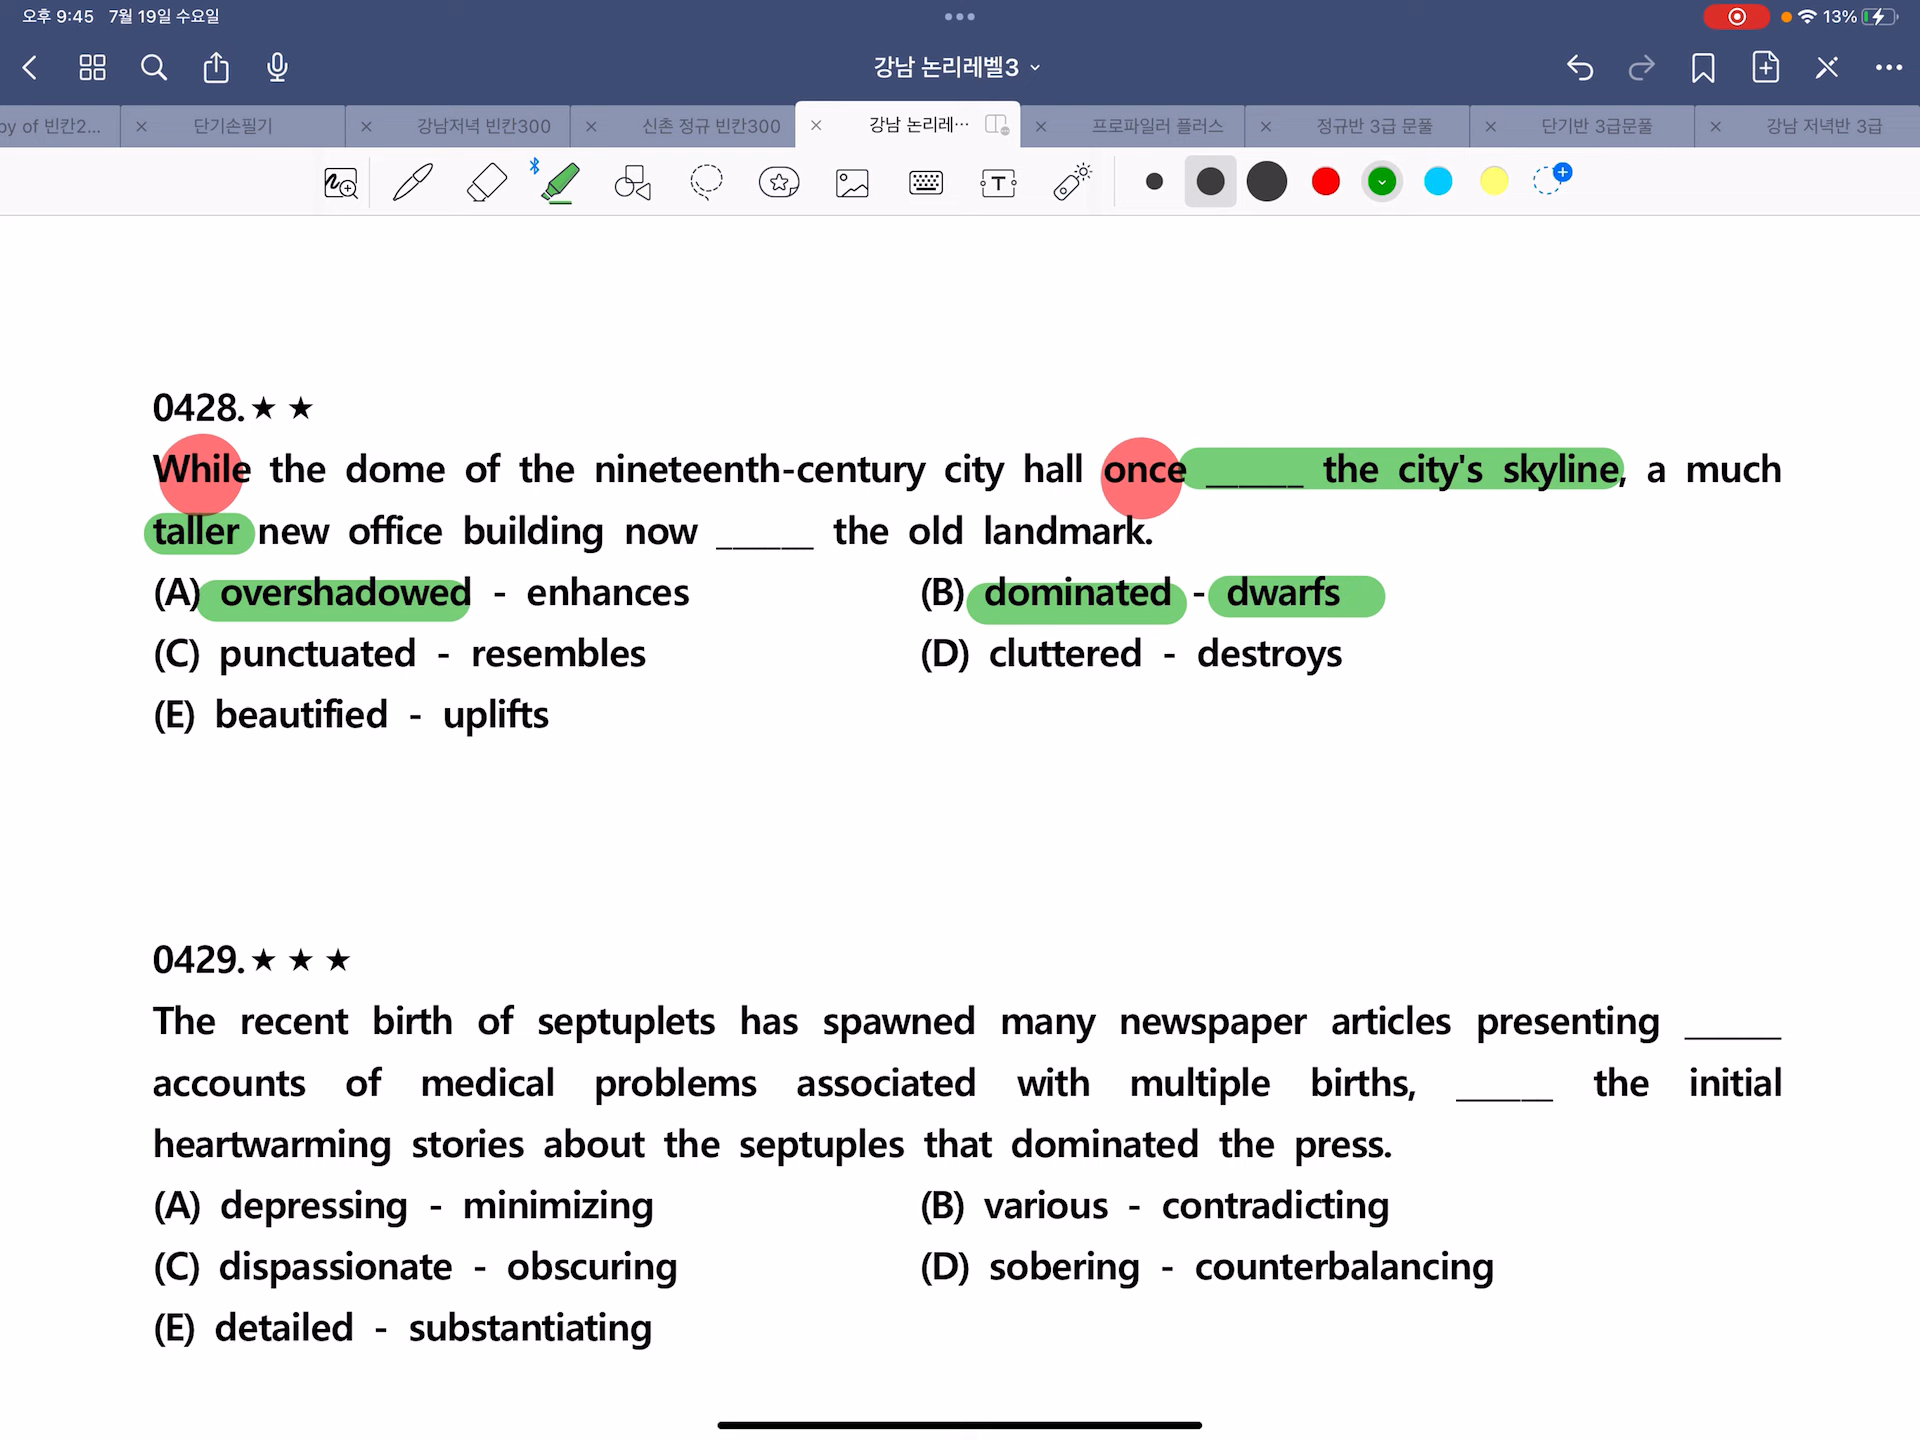 오후 9:45 7월 19일 수요일
13%
강남 논리레벨3
by of 빈칸2...
단기손필기
강남저녁 빈칸300
신촌 정규 빈칸300
강남 논리레…
프로파일러 플러스
정규반 3급 문풀
단기반 3급문풀
강남 저녁반 3급
0428.★ ★
While the dome of the nineteenth-century city hall once ______ the city's skyline, a much
taller new office building now ______ the old landmark.
(A) overshadowed - enhances (B) dominated - dwarfs
(C) punctuated - resembles (D) cluttered - destroys
(E) beautified - uplifts
0429.★ ★ ★
The recent birth of septuplets has spawned many newspaper articles presenting ______
accounts of medical problems associated with multiple births, ______ the initial
heartwarming stories about the septuples that dominated the press.
(A) depressing - minimizing (B) various - contradicting
(C) dispassionate - obscuring (D) sobering - counterbalancing
(E) detailed - substantiating